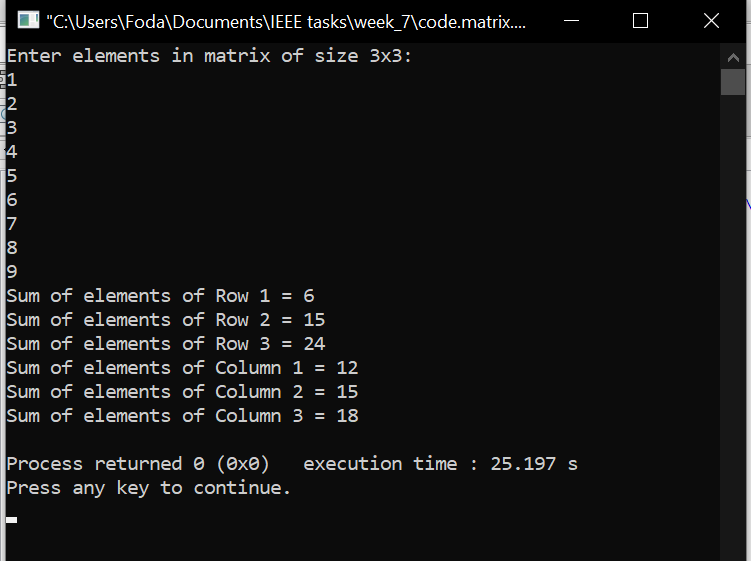 "C:\Users\Foda\Documents\IEEE tasks\week_7\code.matrix....
Enter elements in matrix of size 3x3:
1
2
3
4
5
6
7
8
9
Sum of elements of Row 1 = 6
Sum of elements of Row 2 = 15
Sum of elements of Row 3 = 24
Sum of elements of Column 1 = 12
Sum of elements of Column 2 = 15
Sum of elements of Column 3 = 18
Process returned 0 (0x0)   execution time : 25.197 s
Press any key to continue.